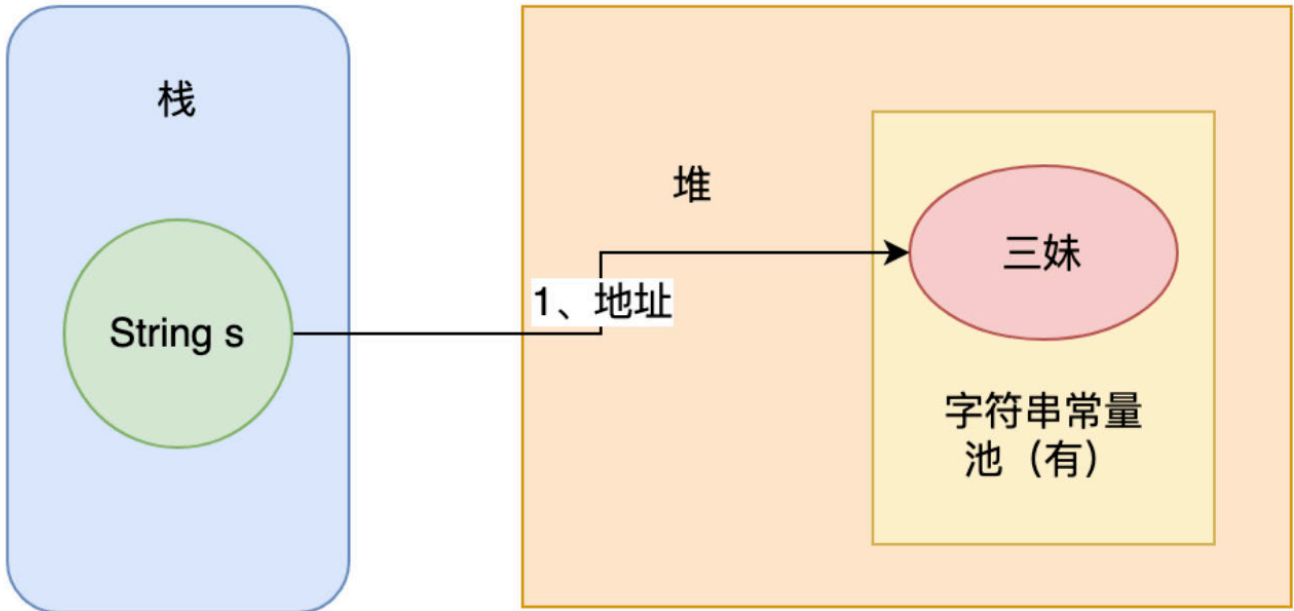 栈
堆
三妹
1、地址
String s
字符串常量
池（有）